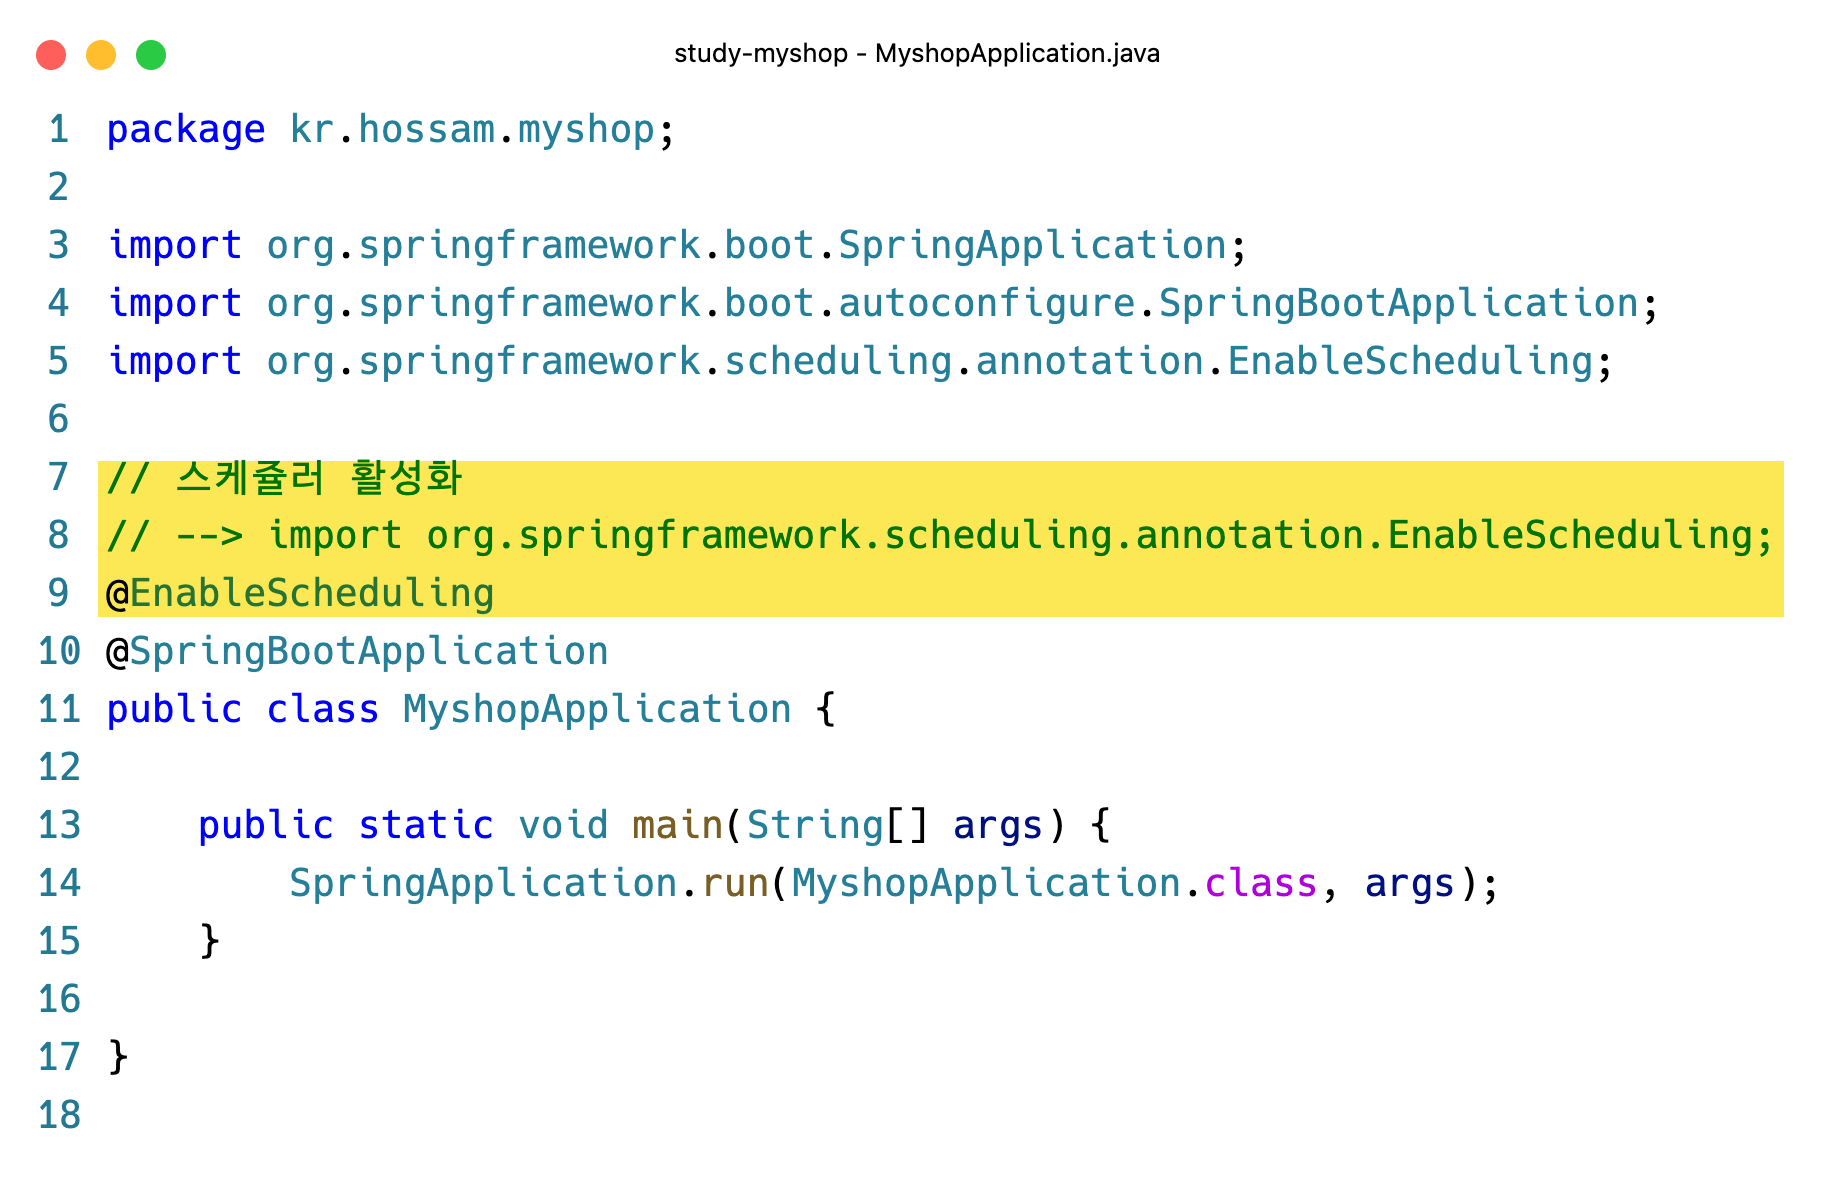 study-myshop - MyshopApplication.java
1 package kr.hossam.myshop;
2
3 import org.springframework.boot.SpringApplication;
4 import org.springframework.boot.autoconfigure.SpringBootApplication;
5 import org.springframework.scheduling.annotation.EnableScheduling;
6
7 // 스케쥴러 활성화
8 // --> import org.springframework.scheduling.annotation.EnableScheduling;
9 @EnableScheduling
10 @SpringBootApplication
11 public class MyshopApplication {
12
13     public static void main(String[] args) {
14         SpringApplication.run(MyshopApplication.class, args);
15     }
16
17 }
18